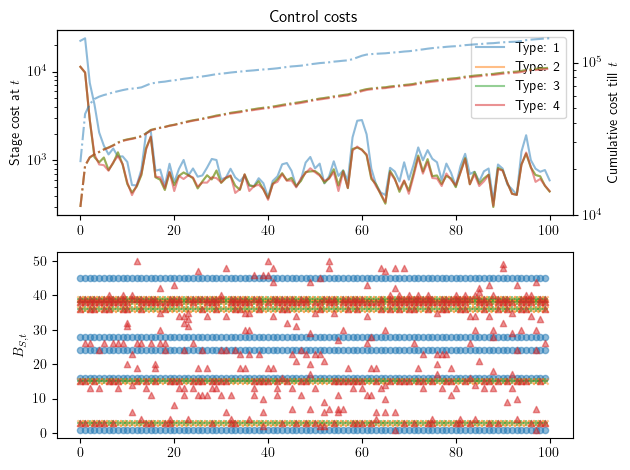 Control costs
Stage cost at t
10^4
10^3
Type: 1
Type: 2
Type: 3
Type: 4
10^5
10^4
Cumulative cost till t
0 20 40 60 80 100
B_{S,t}
50
40
30
20
10
0
0 20 40 60 80 100